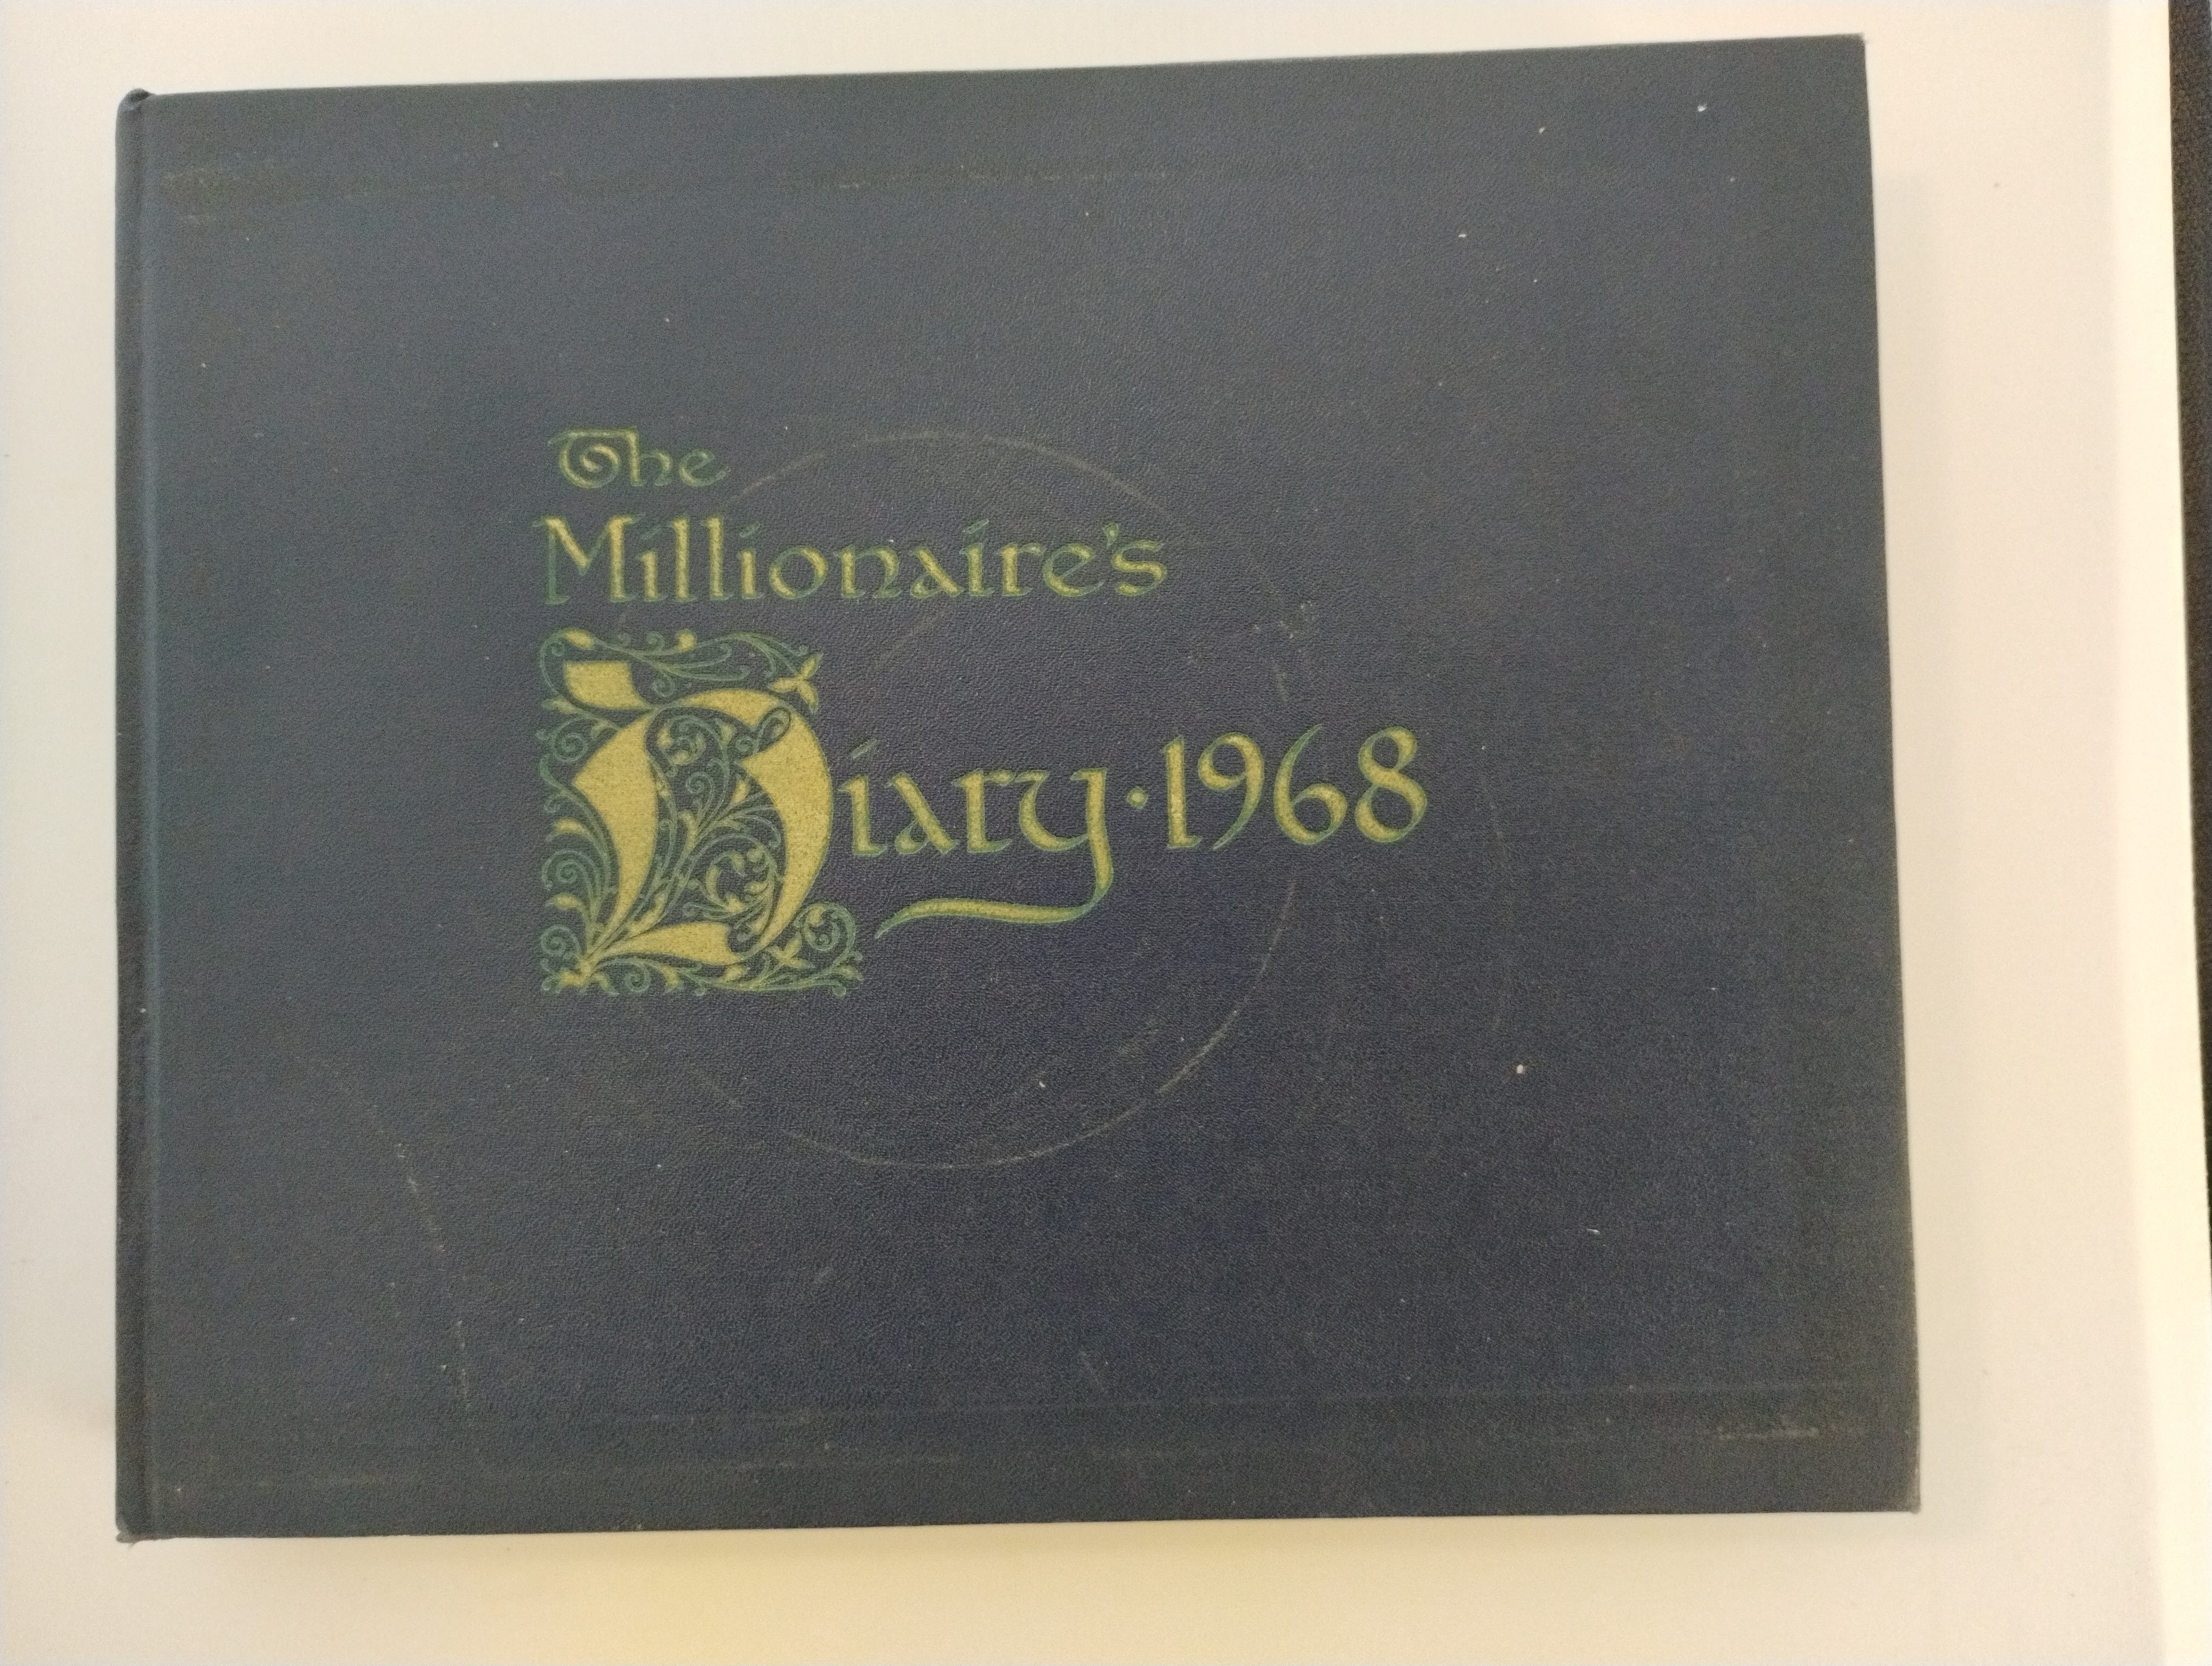 The
Millionaire's
Diary · 1968